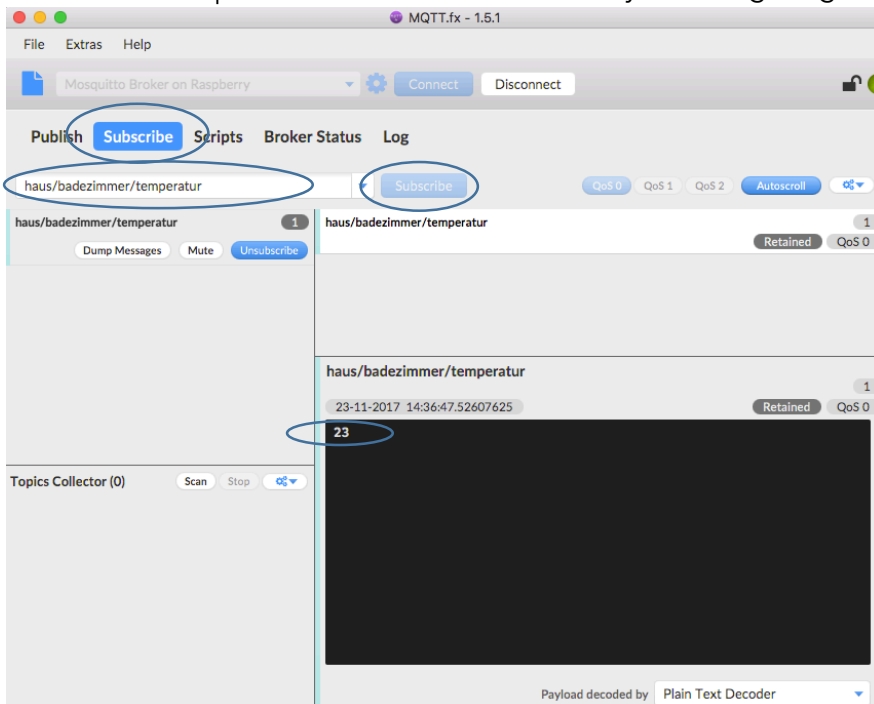 MQTT.fx - 1.5.1
File Extras Help
Mosquitto Broker on Raspberry Connect Disconnect
Publish Subscribe Scripts Broker Status Log
haus/badezimmer/temperatur Subscribe QoS 0 QoS 1 QoS 2 Autoscroll
haus/badezimmer/temperatur 1
Dump Messages Mute Unsubscribe
haus/badezimmer/temperatur 1
Retained QoS 0
haus/badezimmer/temperatur
1
23-11-2017 14:36:47.52607625 Retained QoS 0
23
Topics Collector (0) Scan Stop
Payload decoded by Plain Text Decoder